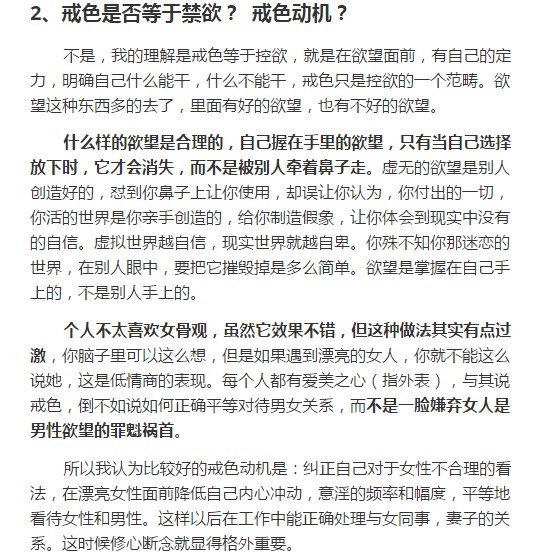 2、戒色是否等于禁欲？ 戒色动机？
不是，我的理解是戒色等于控欲，就是在欲望面前，有自己的定
力，明确自己什么能干，什么不能干，戒色只是控欲的一个范畴。欲
望这种东西多的去了，里面有好的欲望，也有不好的欲望。
什么样的欲望是合理的，自己握在手里的欲望，只有当自己选择
放下时，它才会消失，而不是被别人牵着鼻子走。虚无的欲望是别人
创造好的，怼到你鼻子上让你使用，却误让你认为，你付出的一切，
你活的世界是你亲手创造的，给你制造假象，让你体会到现实中没有
的自信。虚拟世界越自信，现实世界就越自卑。你殊不知你那迷恋的
世界，在别人眼中，要把它摧毁掉是多么简单。欲望是掌握在自己手
上的，不是别人手上的。
个人不太喜欢女骨观，虽然它效果不错，但这种做法其实有点过
激，你脑子里可以这么想，但是如果遇到漂亮的女人，你就不能这么
说她，这是低情商的表现。每个人都有爱美之心（指外表），与其说
戒色，倒不如说如何正确平等对待男女关系，而不是一脸嫌弃女人是
男性欲望的罪魁祸首。
所以我认为比较好的戒色动机是：纠正自己对于女性不合理的看
法，在漂亮女性面前降低自己内心冲动，意淫的频率和幅度，平等地
看待女性和男性。这样以后在工作中能正确处理与女同事，妻子的关
系。这时候修心断念就显得格外重要。